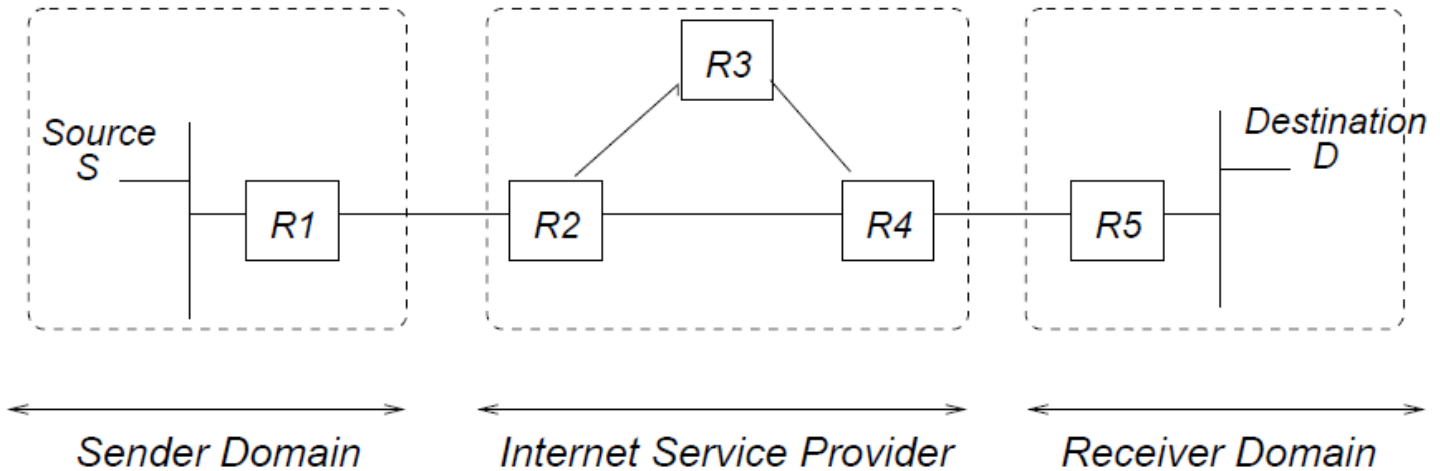 R3
Source
S
Destination
D
R1
R2
R4
R5
Sender Domain
Internet Service Provider
Receiver Domain